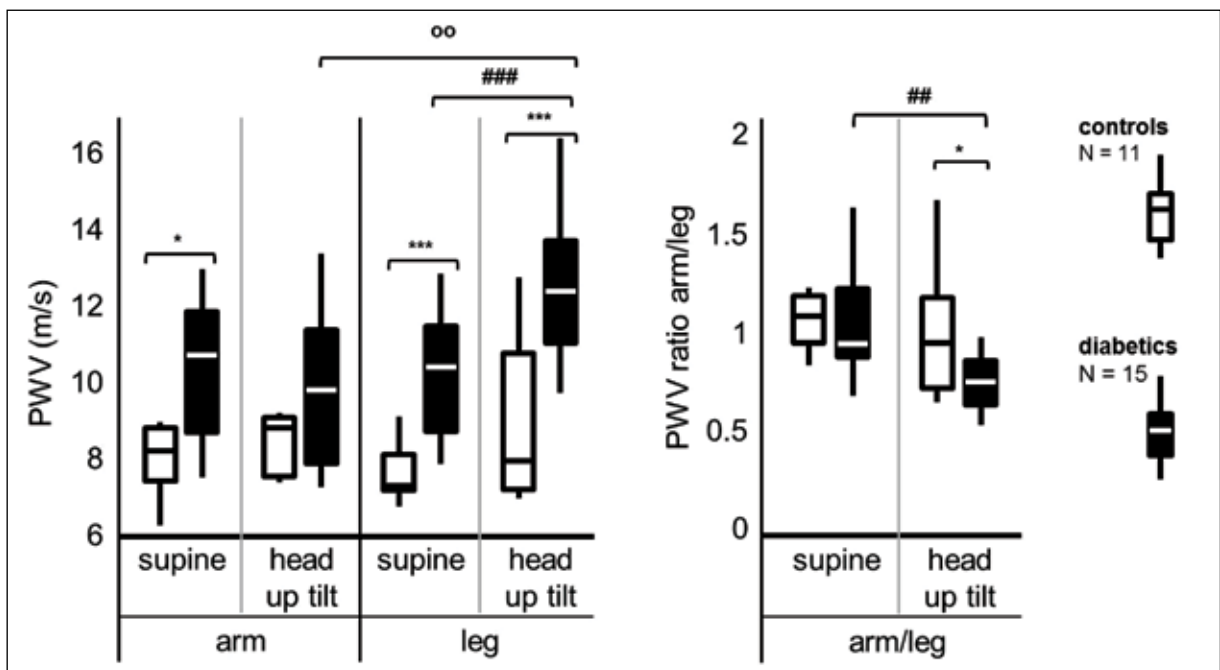 oo
###
***
***
*
PWV (m/s)
16
14
12
10
8
6
supine
head
up tilt
supine
head
up tilt
arm
leg
##
*
PWV ratio arm/leg
2
1.5
1
0.5
0
supine
head
up tilt
arm/leg
controls
N = 11
diabetics
N = 15